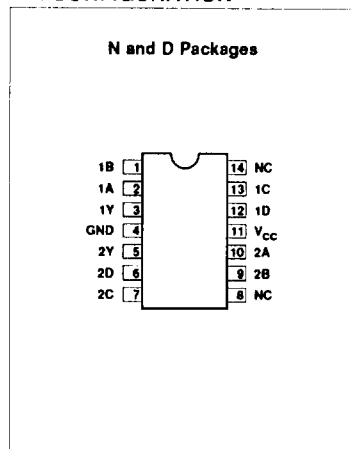 N and D Packages
1B 1 14 NC
1A 2 13 1C
1Y 3 12 1D
GND 4 11 VCC
2Y 5 10 2A
2D 6 9 2B
2C 7 8 NC